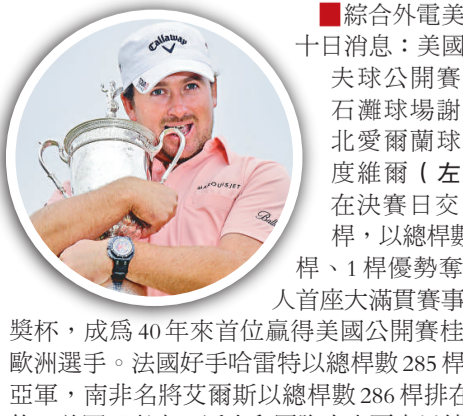 ■綜合外電美
十日消息：美國
夫球公開賽
石灘球場謝
北愛爾蘭球
度維爾（左
在決賽日交
桿，以總桿數
桿、1桿優勢奪
人首座大滿貫賽事
獎杯，成爲40年來首位贏得美國公開賽桂
歐洲選手。法國好手哈雷特以總桿數285桿
亞軍，南非名將艾爾斯以總桿數286桿排在
Callaway
MARQUISJET